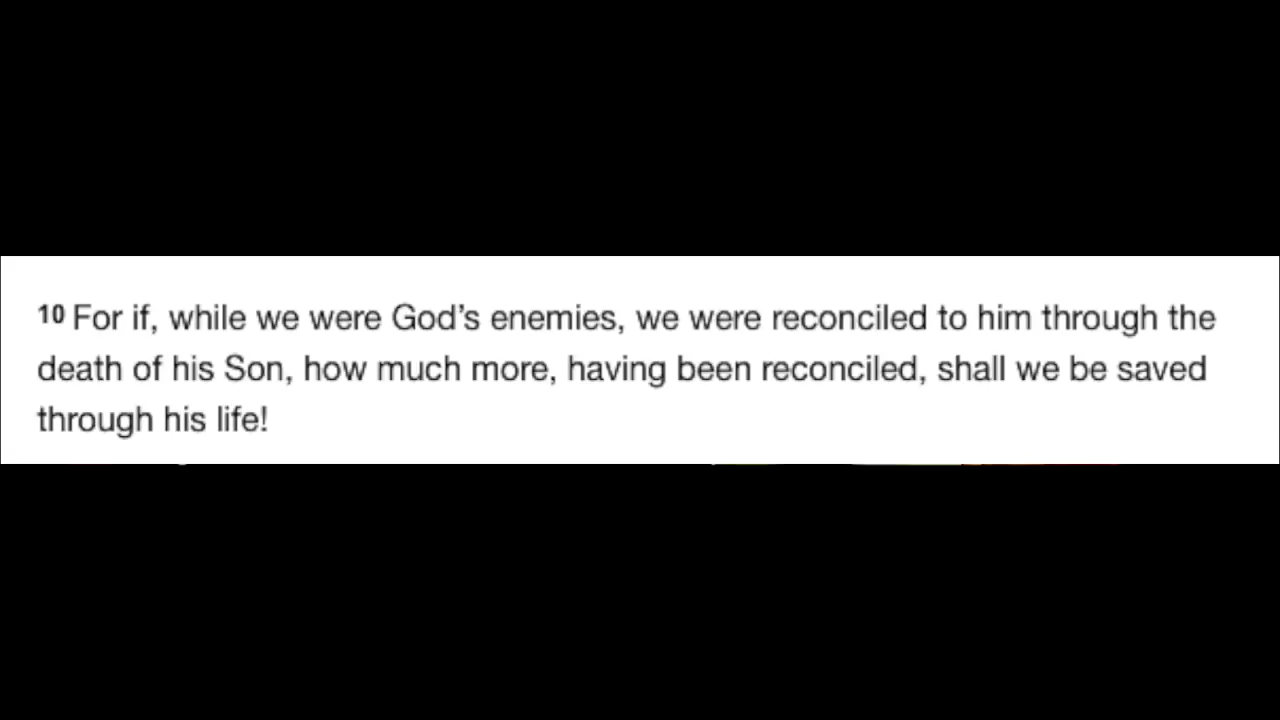 10 For if, while we were God’s enemies, we were reconciled to him through the
death of his Son, how much more, having been reconciled, shall we be saved
through his life!